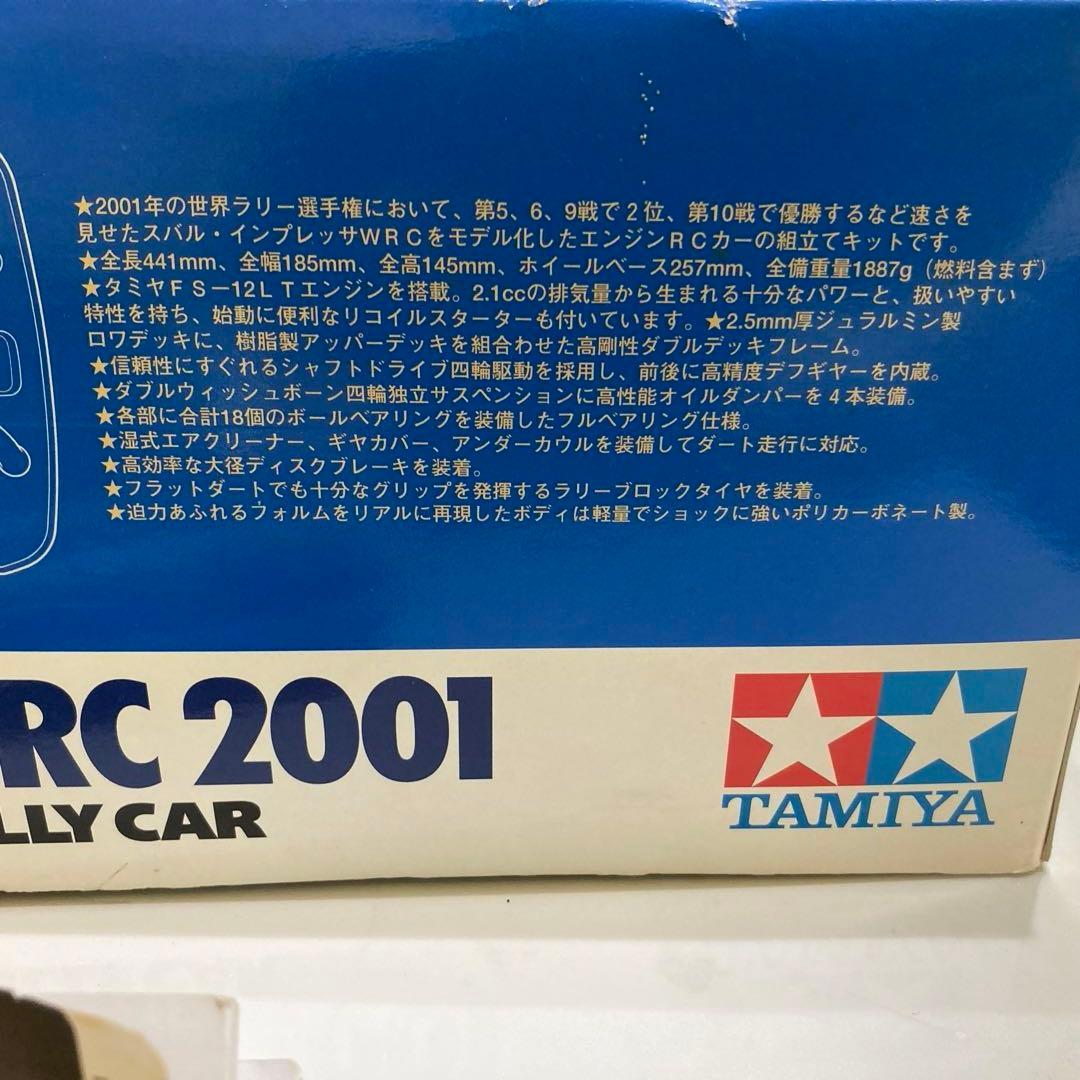 ★2001年の世界ラリー選手権において、第5、6、9戦で2位、第10戦で優勝するなど速さを
見せたスバル・インプレッサWRCをモデル化したエンジンRCカーの組立てキットです。
★全長441mm、全幅185mm、全高145mm、ホイールベース257mm、全備重量1887g（燃料含まず）
★タミヤFS－12LTエンジンを搭載。2.1ccの排気量から生まれる十分なパワーと、扱いやすい
特性を持ち、始動に便利なリコイルスターターも付いています。★2.5mm厚ジュラルミン製
ロワデッキに、樹脂製アッパーデッキを組合わせた高剛性ダブルデッキフレーム。
★信頼性にすぐれるシャフトドライブ四輪駆動を採用し、前後に高精度デフギヤーを内蔵。
★ダブルウィッシュボーン四輪独立サスペンションに高性能オイルダンパーを4本装備。
★各部に合計18個のボールベアリングを装備したフルベアリング仕様。
★湿式エアクリーナー、ギヤカバー、アンダーカウルを装備してダート走行に対応。
★高効率な大径ディスクブレーキを装着。
★フラットダートでも十分なグリップを発揮するラリーブロックタイヤを装着。
★迫力あふれるフォルムをリアルに再現したボディは軽量でショックに強いポリカーボネート製。
RC 2001
LLY CAR
TAMIYA